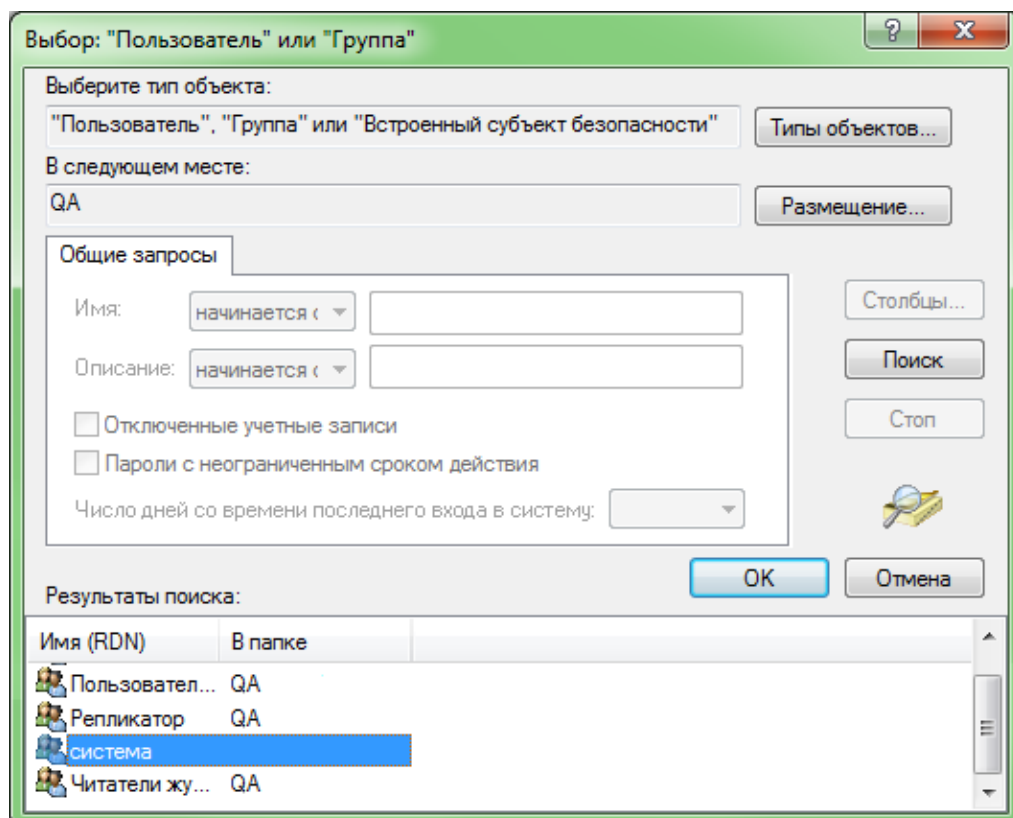 Выбор: "Пользователь" или "Группа"
Выберите тип объекта:
"Пользователь", "Группа" или "Встроенный субъект безопасности"
Типы объектов...
В следующем месте:
QA
Размещение...
Общие запросы
Имя:
начинается с
Столбцы...
Описание:
начинается с
Поиск
Отключенные учетные записи
Стоп
Пароли с неограниченным сроком действия
Число дней со времени последнего входа в систему:
OK
Отмена
Результаты поиска:
Имя (RDN) В папке
Пользовател... QA
Репликатор QA
система
Читатели жу... QA